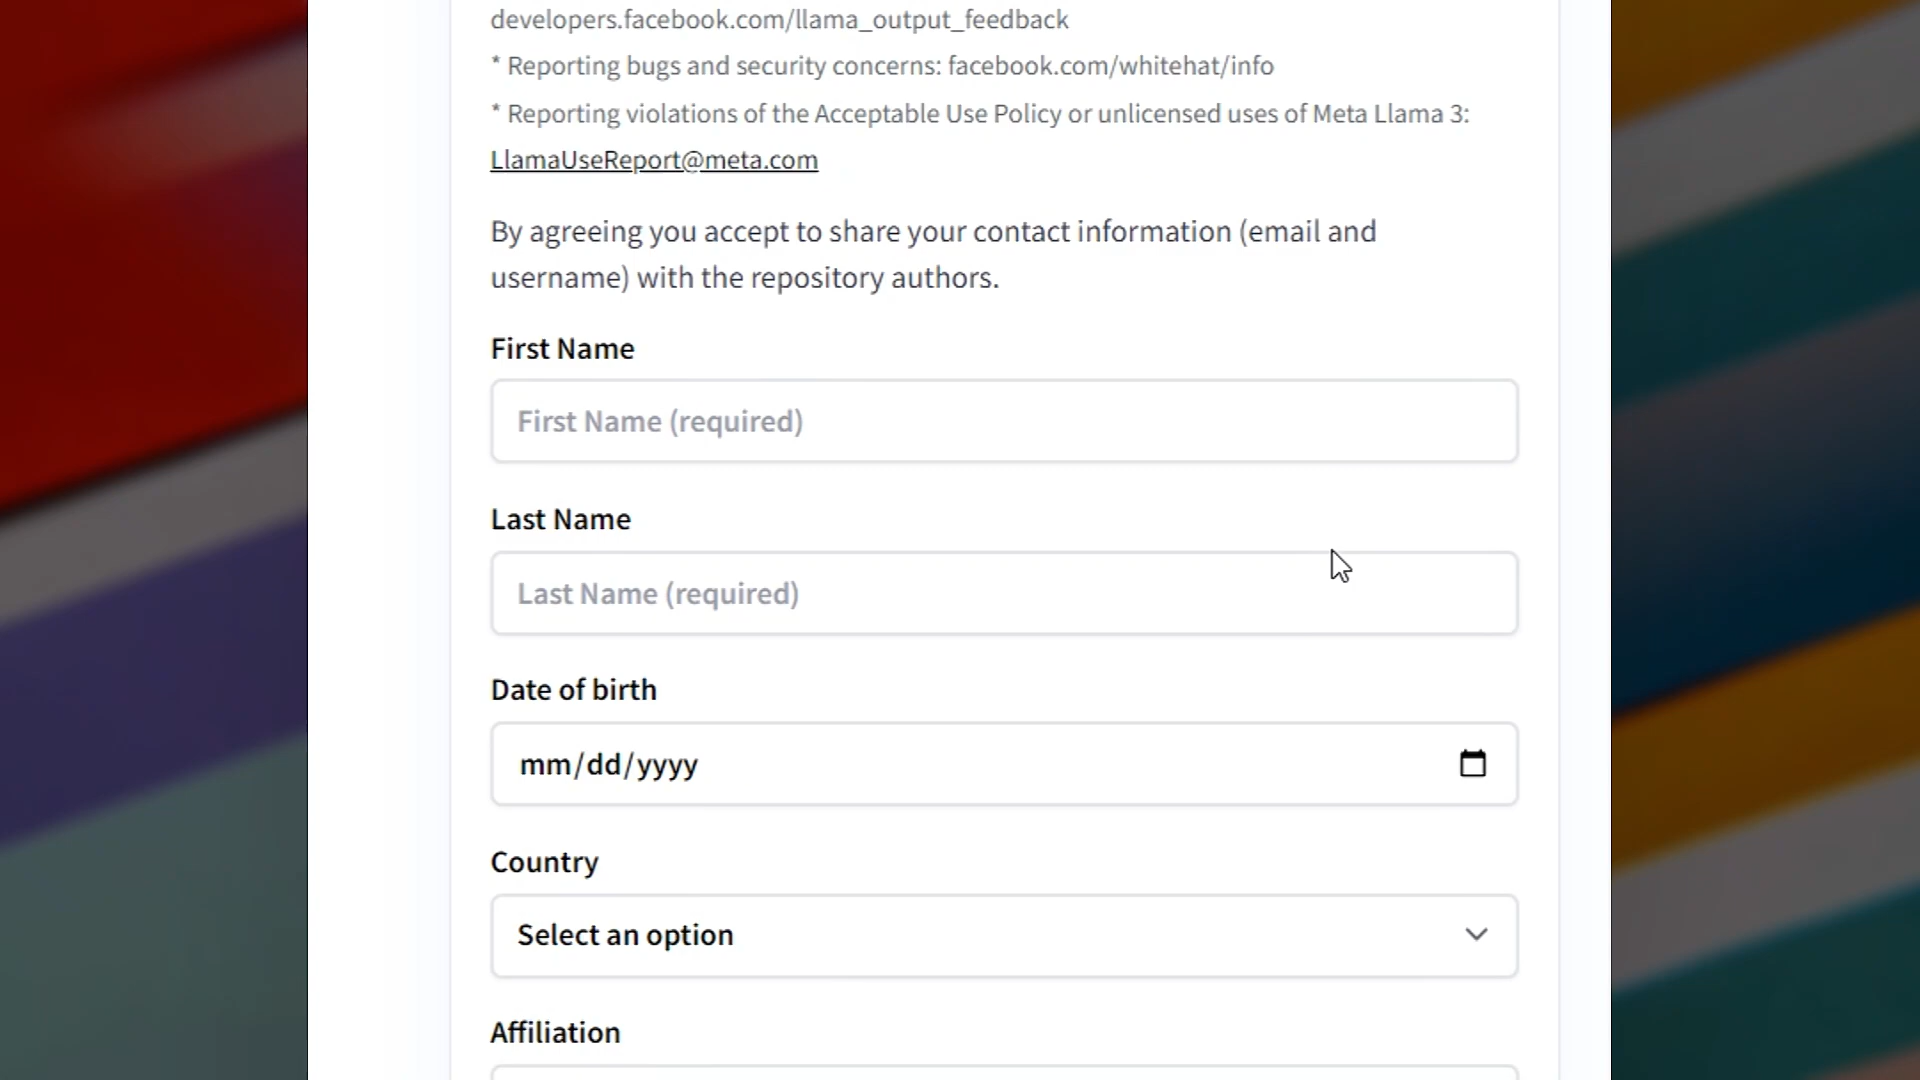 developers.facebook.com/llama_output_feedback
* Reporting bugs and security concerns: facebook.com/whitehat/info
* Reporting violations of the Acceptable Use Policy or unlicensed uses of Meta Llama 3:
LlamaUseReport@meta.com
By agreeing you accept to share your contact information (email and
username) with the repository authors.
First Name
First Name (required)
Last Name
Last Name (required)
Date of birth
mm/dd/yyyy
Country
Select an option
Affiliation